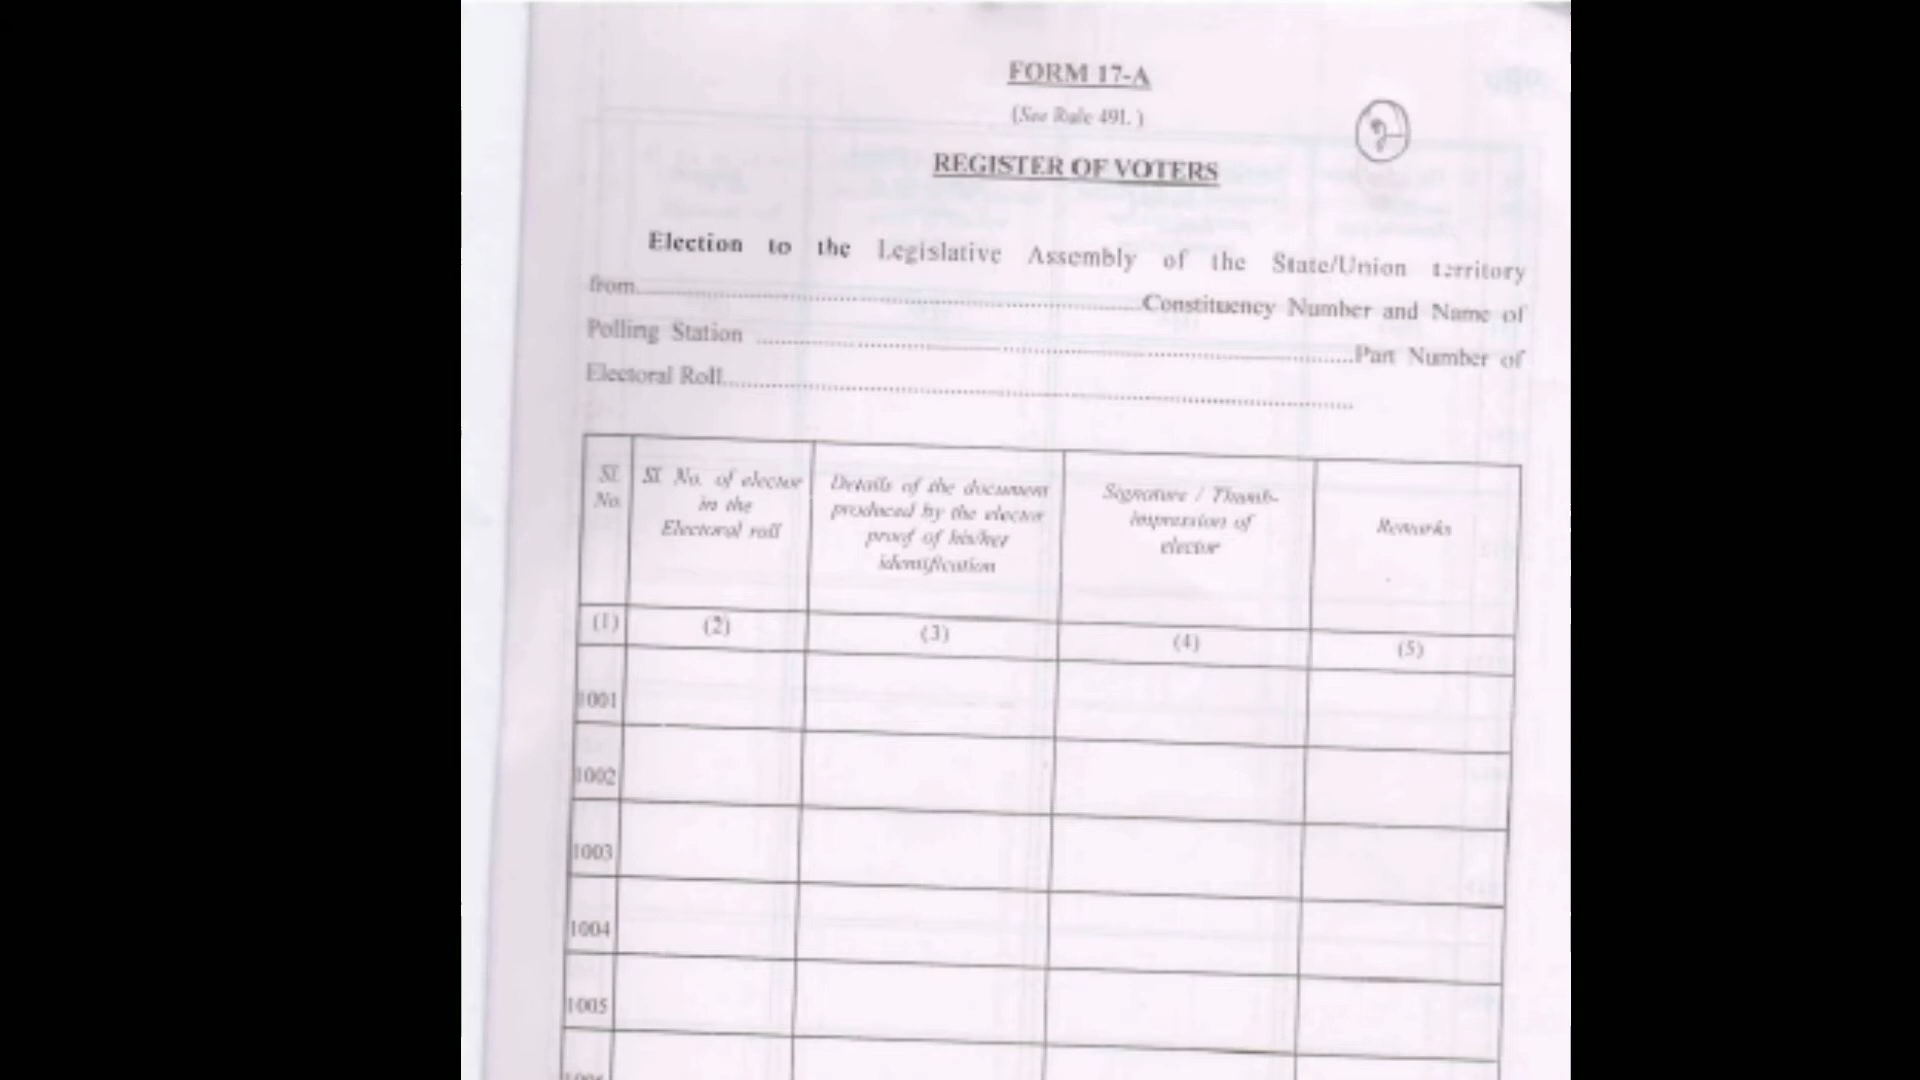 FORM 17-A
(See Rule 49L )
REGISTER OF VOTERS
Election to the Legislative Assembly of the State/Union territory
from..........Constituency Number and Name of
Polling Station ..........Part Number of
Electoral Roll..........
Sl. No.
Sl. No. of elector
in the
Electoral roll
Details of the document
produced by the elector
proof of his/her
identification
Signature / Thumb-
impression of
elector
Remarks
(1) (2) (3) (4) (5)
1001
1002
1003
1004
1005